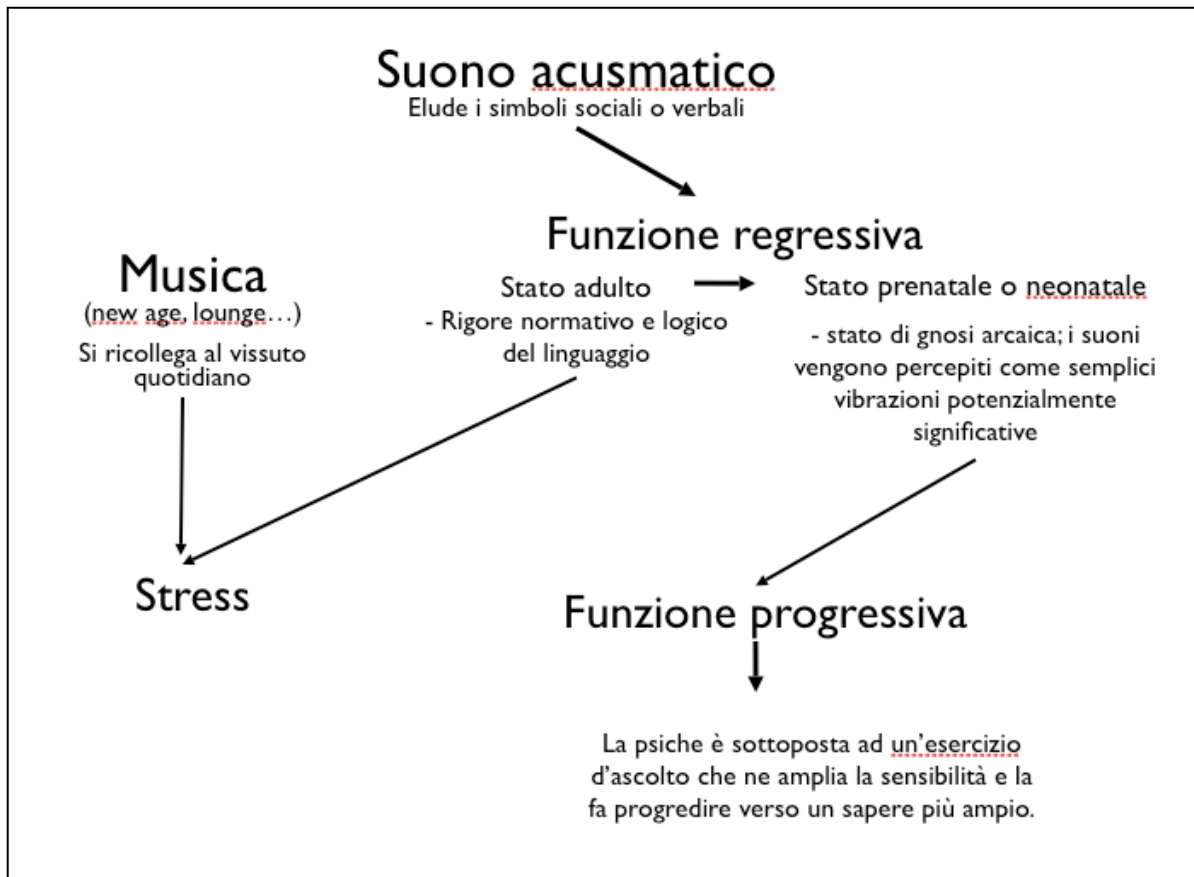 Suono acusmatico
Elude i simboli sociali o verbali
Funzione regressiva
Musica
(new age, lounge...)
Si ricollega al vissuto
quotidiano
Stato adulto
- Rigore normativo e logico
del linguaggio
Stato prenatale o neonatale
- stato di gnosi arcaica; i suoni
vengono percepiti come semplici
vibrazioni potenzialmente
significative
Stress
Funzione progressiva
La psiche è sottoposta ad un'esercizio
d'ascolto che ne amplia la sensibilità e la
fa progredire verso un sapere più ampio.